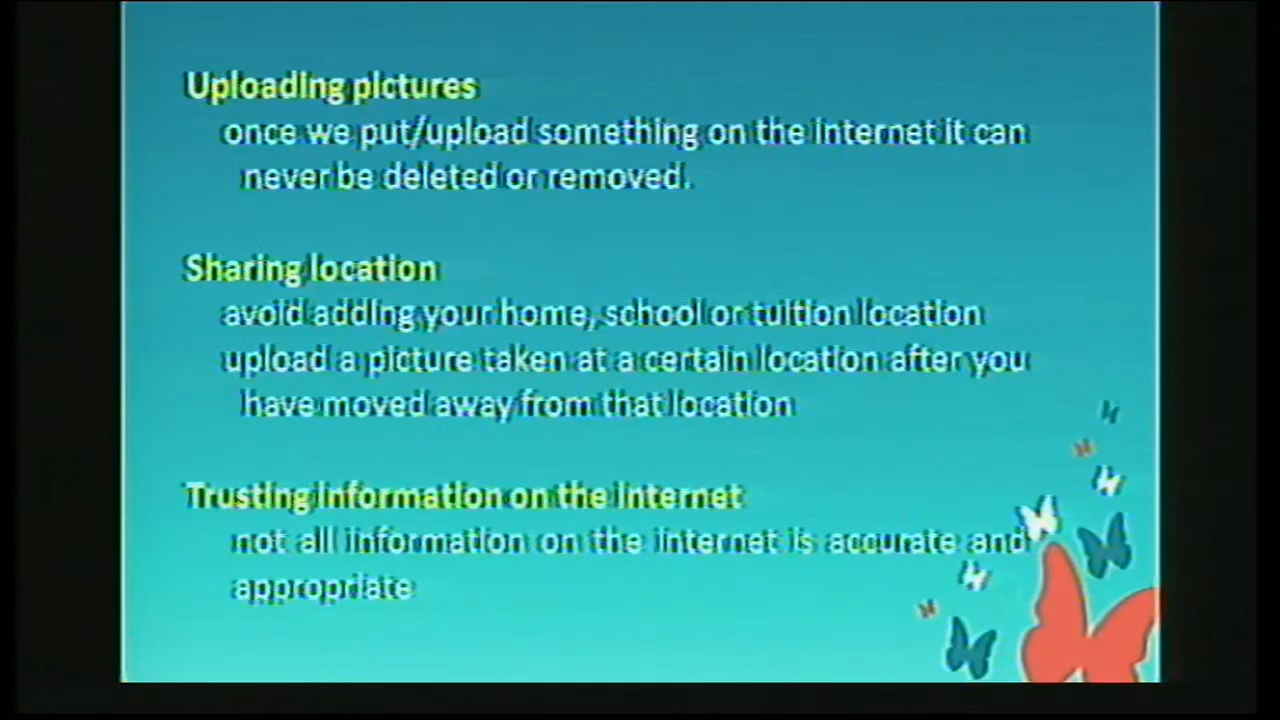 Uploading pictures
once we put/upload something on the internet it can
never be deleted or removed.
Sharing location
avoid adding your home, school or tuition location
upload a picture taken at a certain location after you
have moved away from that location
Trusting information on the internet
not all iinformation on the internet is accurate and
appropriate